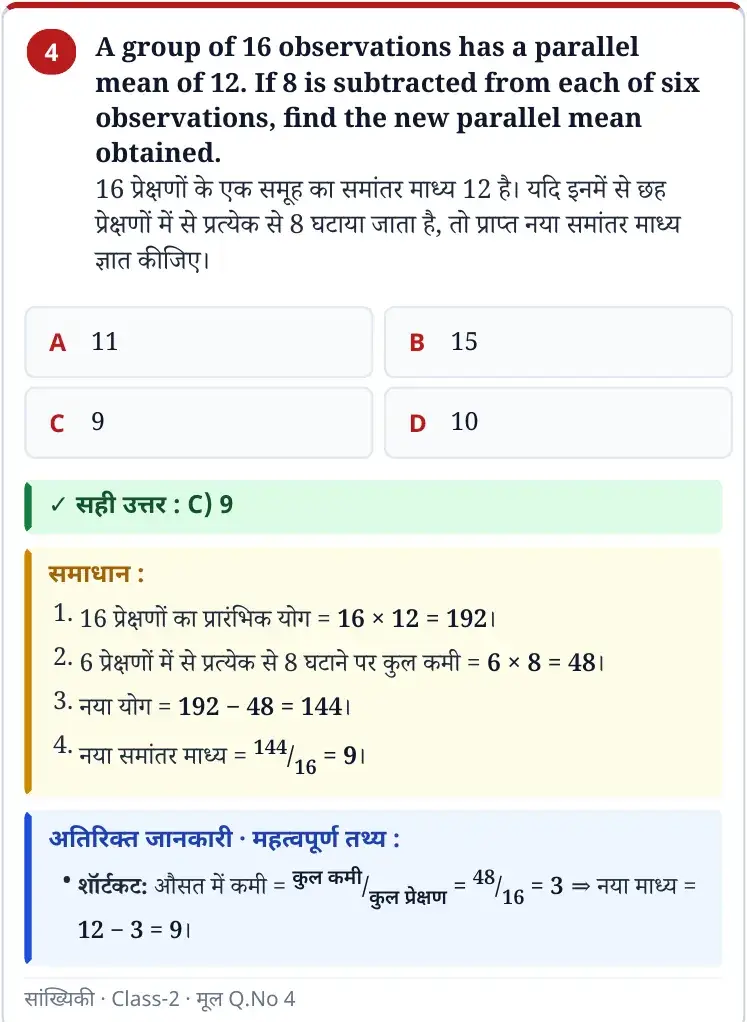 4
A group of 16 observations has a parallel
mean of 12. If 8 is subtracted from each of six
observations, find the new parallel mean
obtained.
16 प्रेक्षणों के एक समूह का समांतर माध्य 12 है। यदि इनमें से छह
प्रेक्षणों में से प्रत्येक से 8 घटाया जाता है, तो प्राप्त नया समांतर माध्य
ज्ञात कीजिए।
A 11
B 15
C 9
D 10
✓ सही उत्तर : C) 9
समाधान :
1. 16 प्रेक्षणों का प्रारंभिक योग = 16 × 12 = 192।
2. 6 प्रेक्षणों में से प्रत्येक से 8 घटाने पर कुल कमी = 6 × 8 = 48।
3. नया योग = 192 − 48 = 144।
4. नया समांतर माध्य = 144/16 = 9।
अतिरिक्त जानकारी · महत्वपूर्ण तथ्य :
• शॉर्टकट: औसत में कमी = कुल कमी/कुल प्रेक्षण = 48/16 = 3 ⇒ नया माध्य =
12 − 3 = 9।
सांख्यिकी · Class-2 · मूल Q.No 4